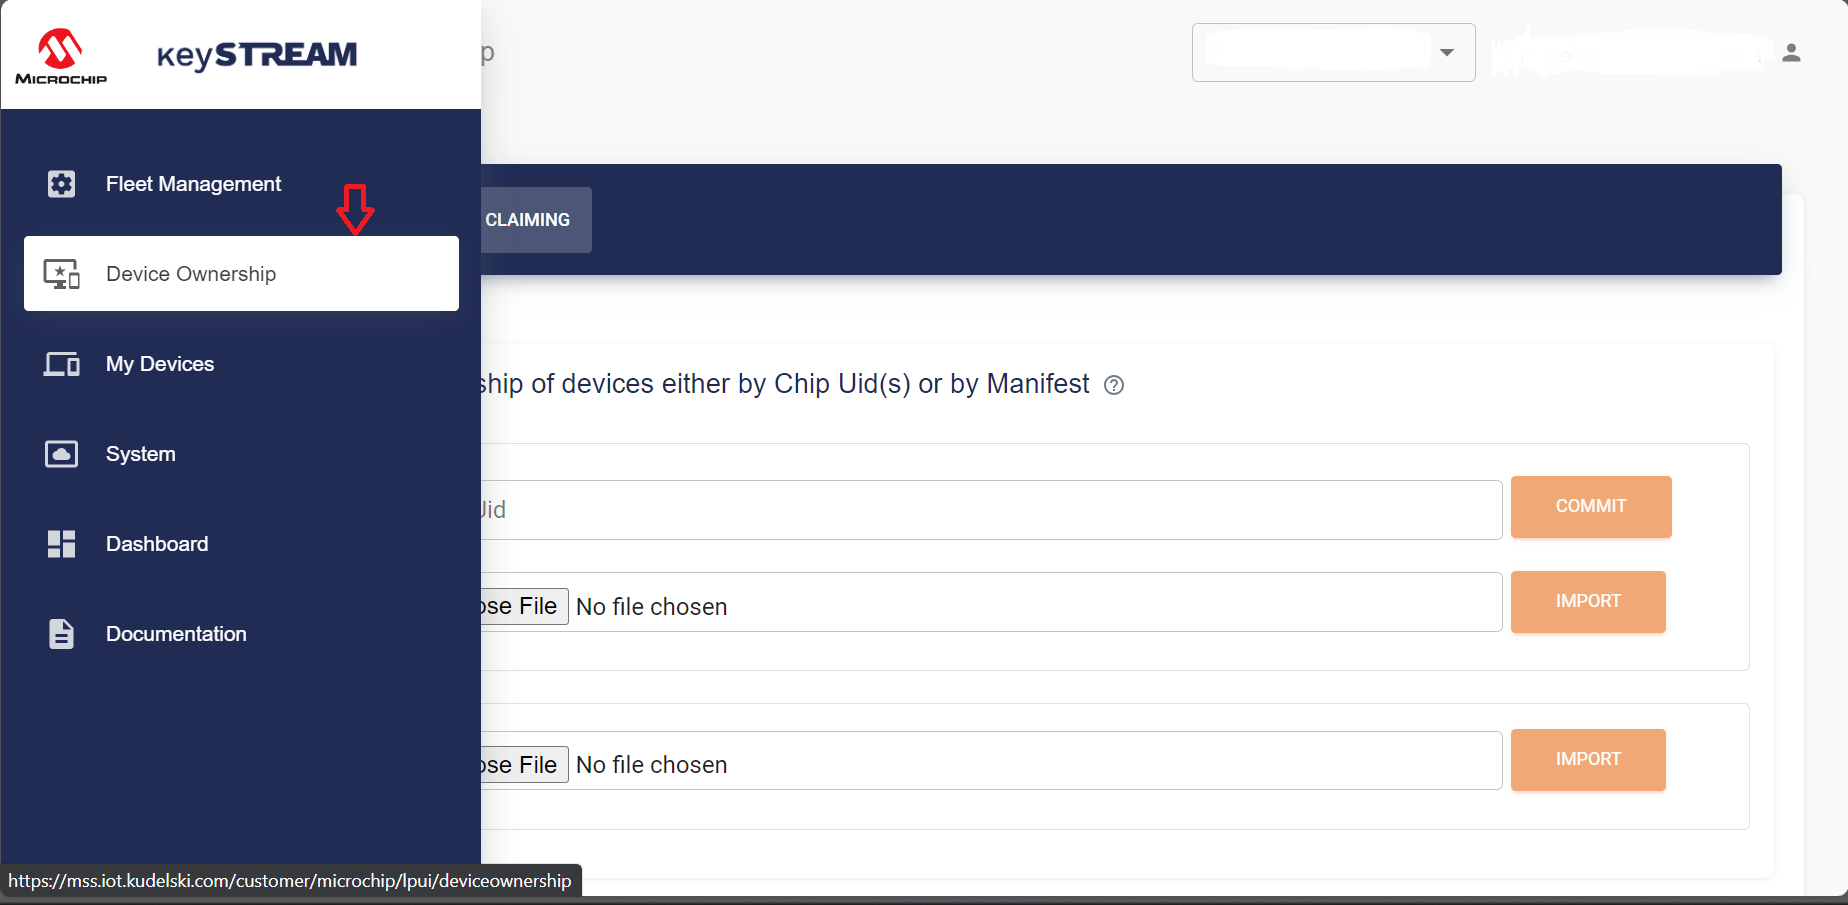 MICROCHIP
keySTREAM
p
Fleet Management
CLAIMING
Device Ownership
My Devices
ship of devices either by Chip Uid(s) or by Manifest
System
Uid
COMMIT
Dashboard
ose File No file chosen
IMPORT
Documentation
ose File No file chosen
IMPORT
https://mss.iot.kudelski.com/customer/microchip/lpui/deviceownership